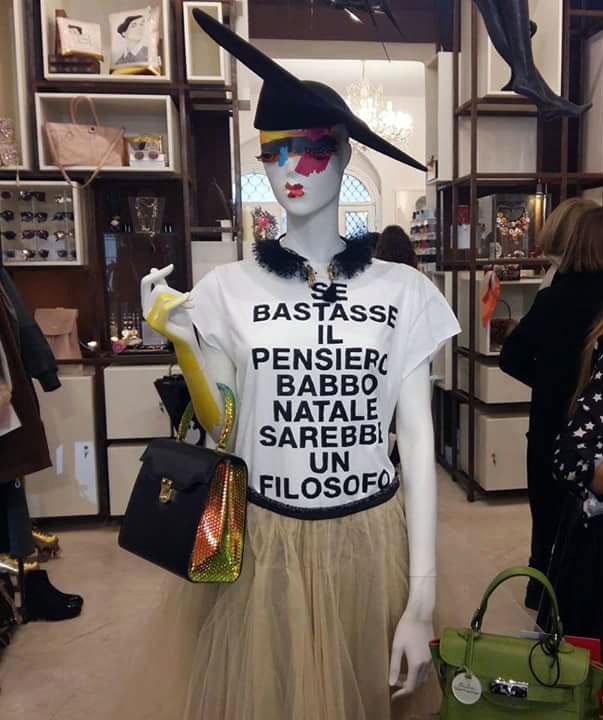 SE
BASTASSE
IL
PENSIERO
BABBO
NATALE
SAREBBE
UN
FILOSOFO